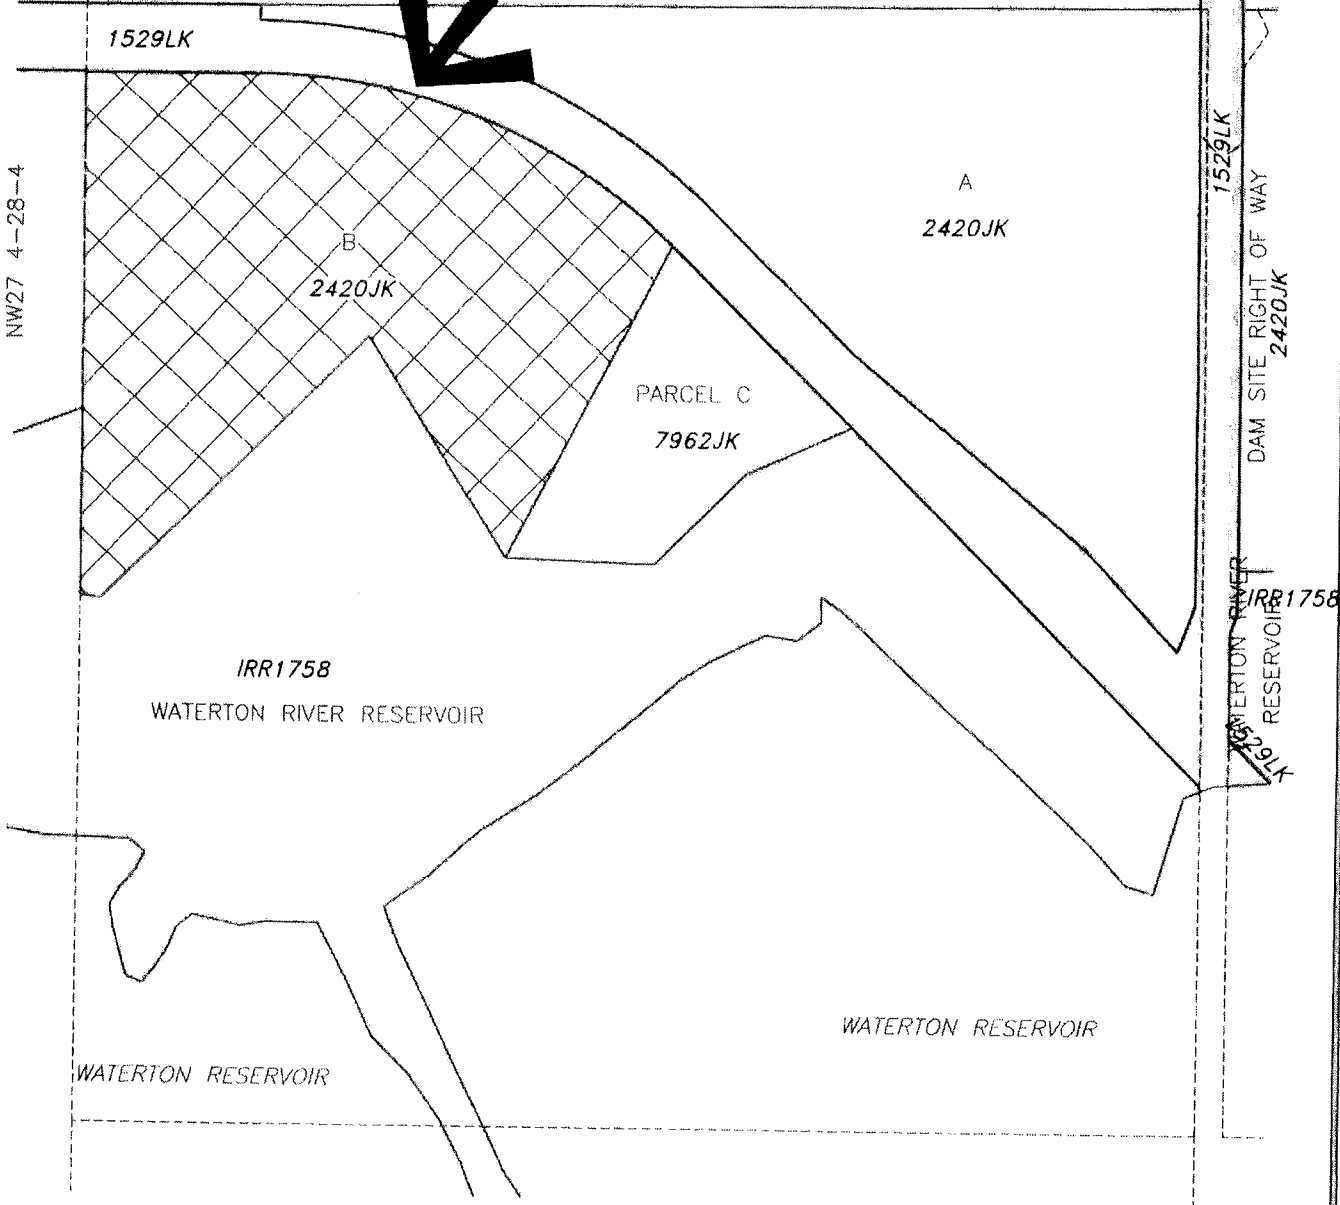 1529LK
1529LK
NW27 4-28-4
A
2420JK
B
2420JK
DAM SITE RIGHT OF WAY
2420JK
PARCEL C
7962JK
IRR1758
IRR1758
WATERTON RIVER RESERVOIR
RIVER
RESERVOIR
1529LK
WATERTON RESERVOIR
WATERTON RESERVOIR